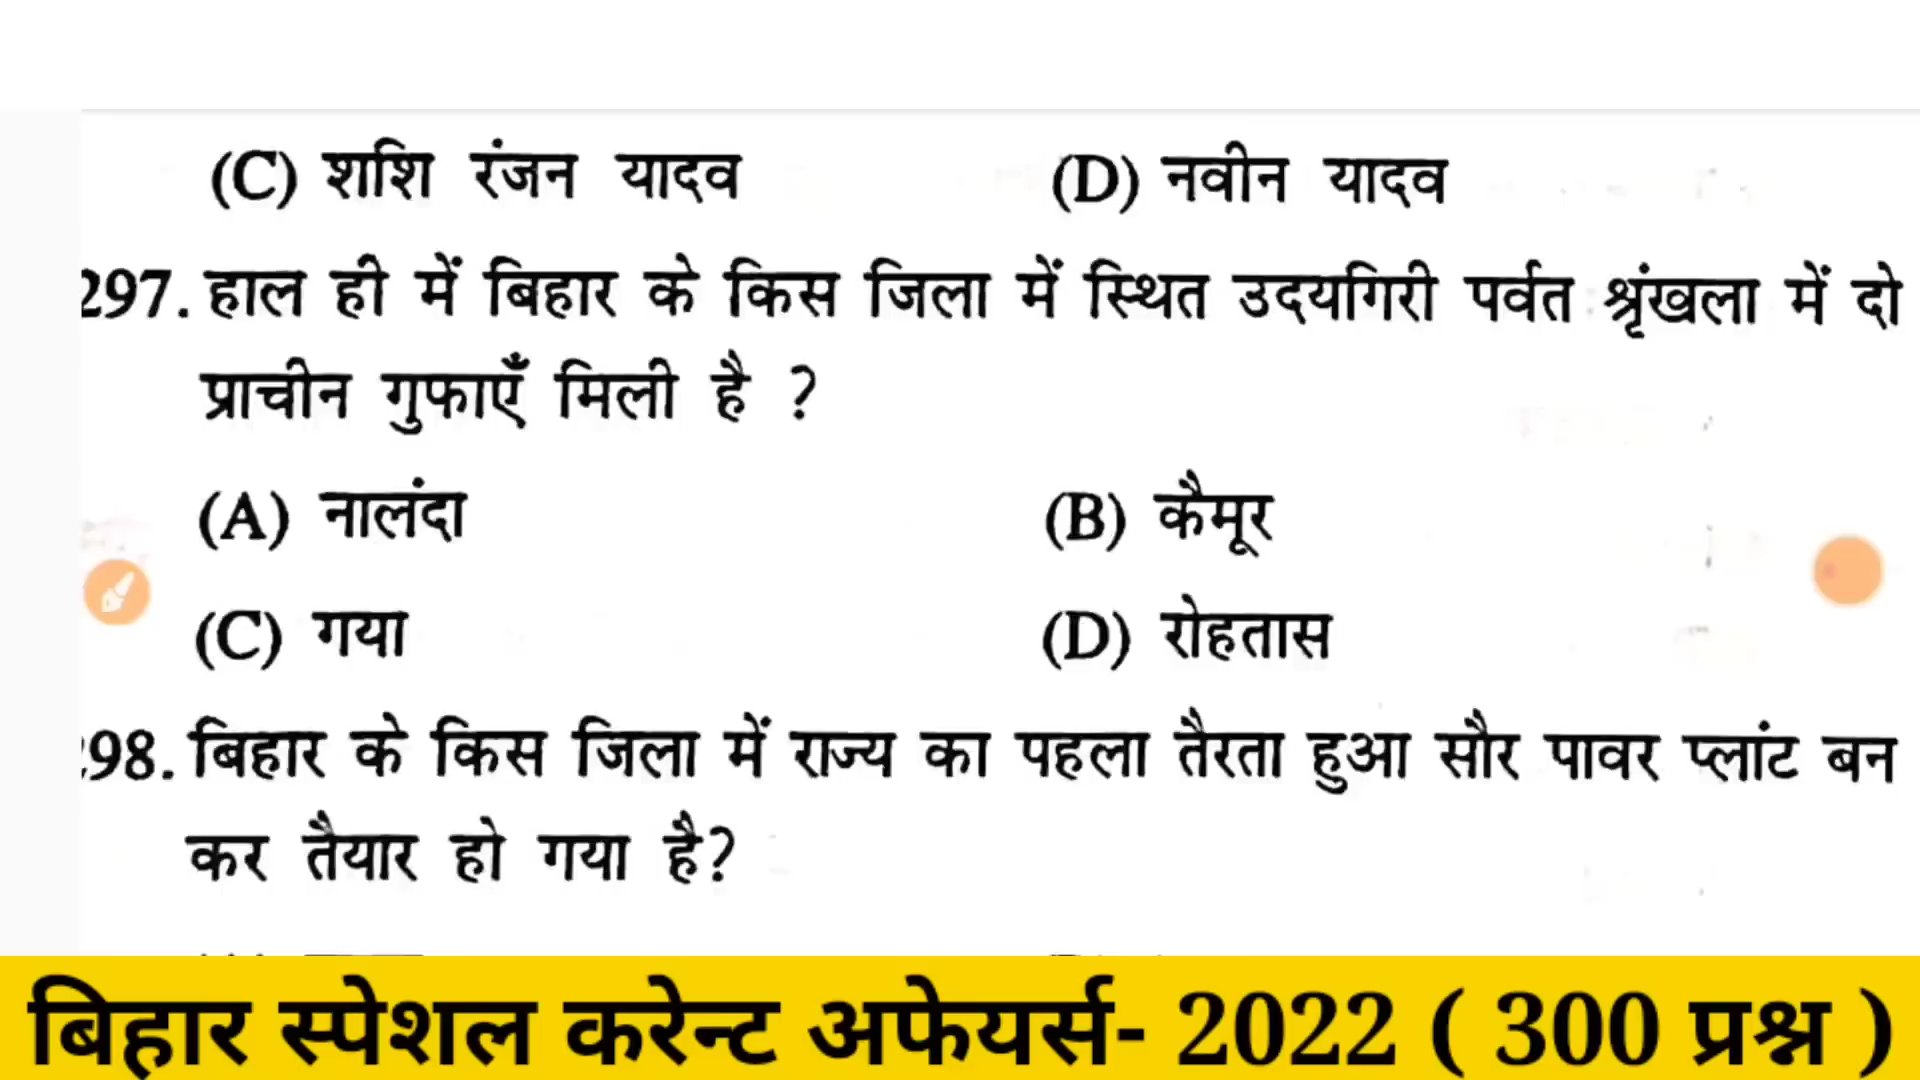 (C) शशि रंजन यादव (D) नवीन यादव
297. हाल ही में बिहार के किस जिला में स्थित उदयगिरी पर्वत श्रृंखला में दो
प्राचीन गुफाएँ मिली है ?
(A) नालंदा (B) कैमूर
(C) गया (D) रोहतास
98. बिहार के किस जिला में राज्य का पहला तैरता हुआ सौर पावर प्लांट बन
कर तैयार हो गया है?
बिहार स्पेशल करेन्ट अफेयर्स- 2022 ( 300 प्रश्न )